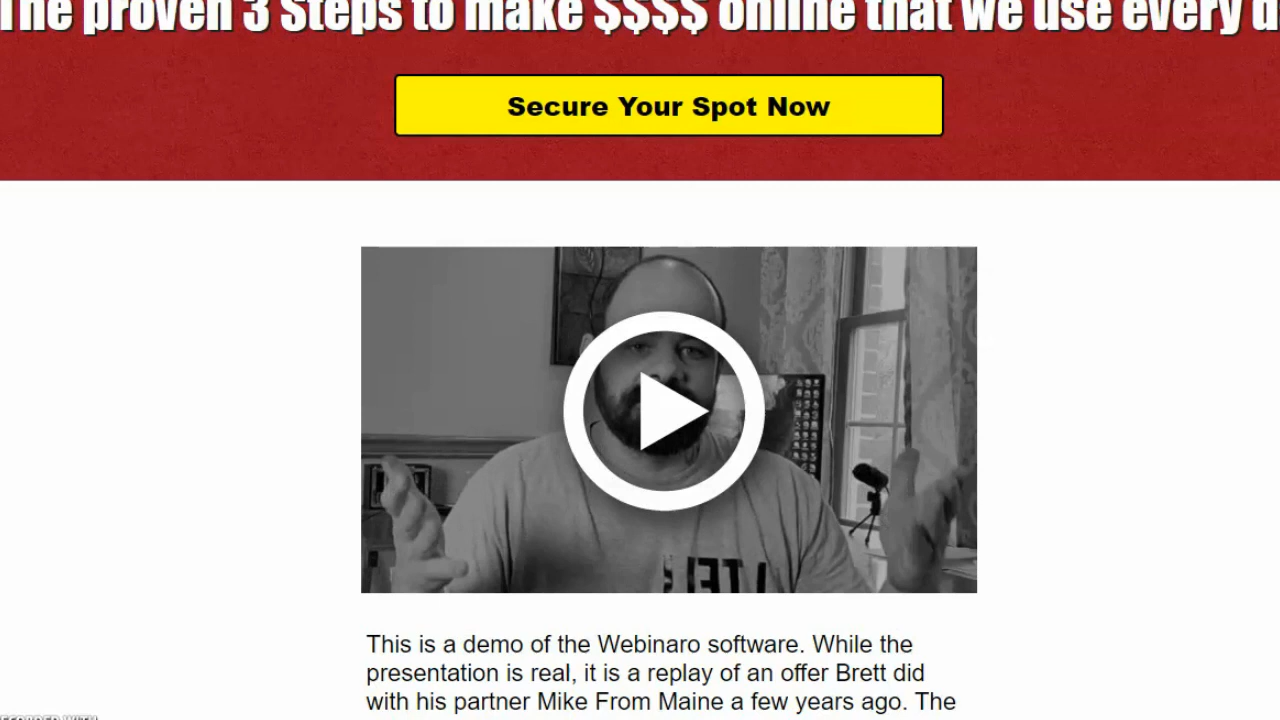 The proven 3 Steps to make $$$$ online that we use every d
Secure Your Spot Now
This is a demo of the Webinaro software. While the
presentation is real, it is a replay of an offer Brett did
with his partner Mike From Maine a few years ago. The